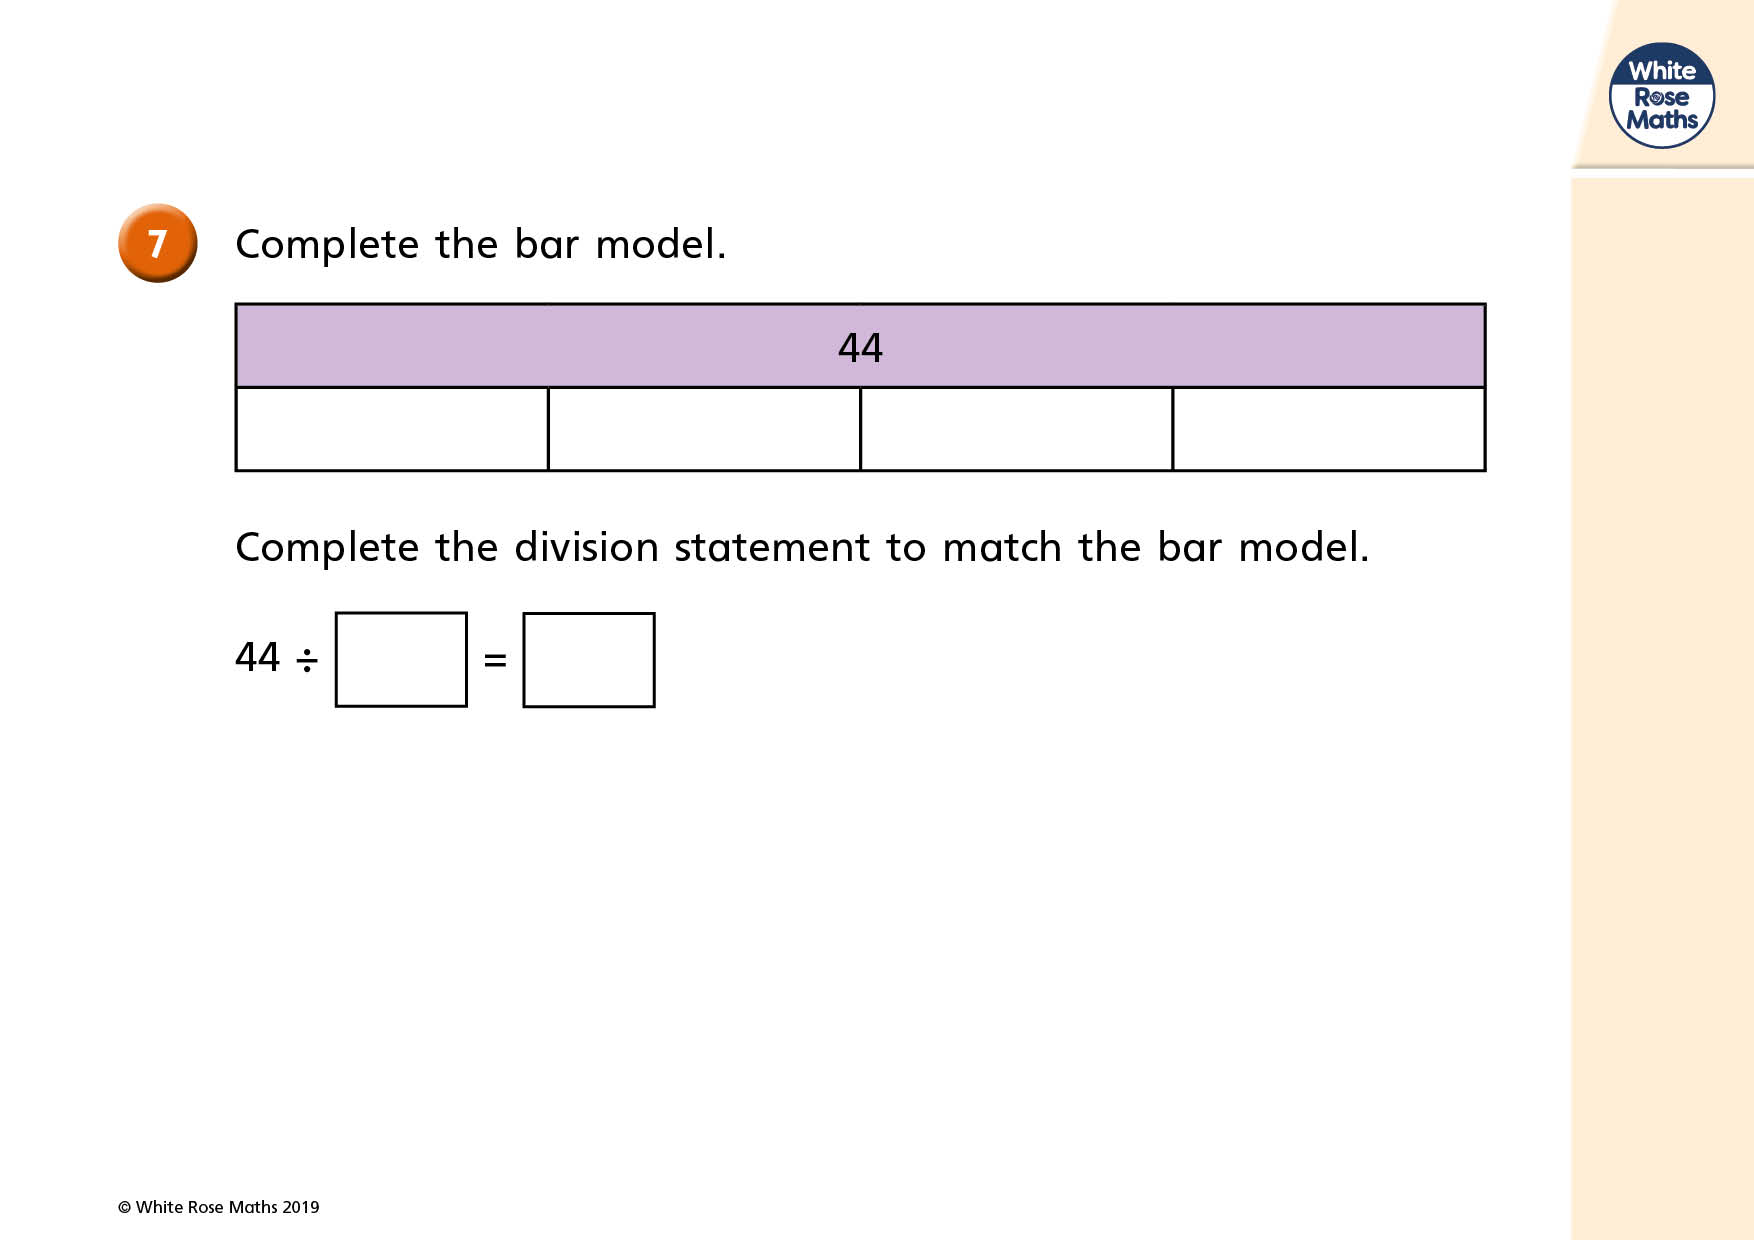 White
Rose
Maths
7 Complete the bar model.
44
Complete the division statement to match the bar model.
44 ÷ =
© White Rose Maths 2019